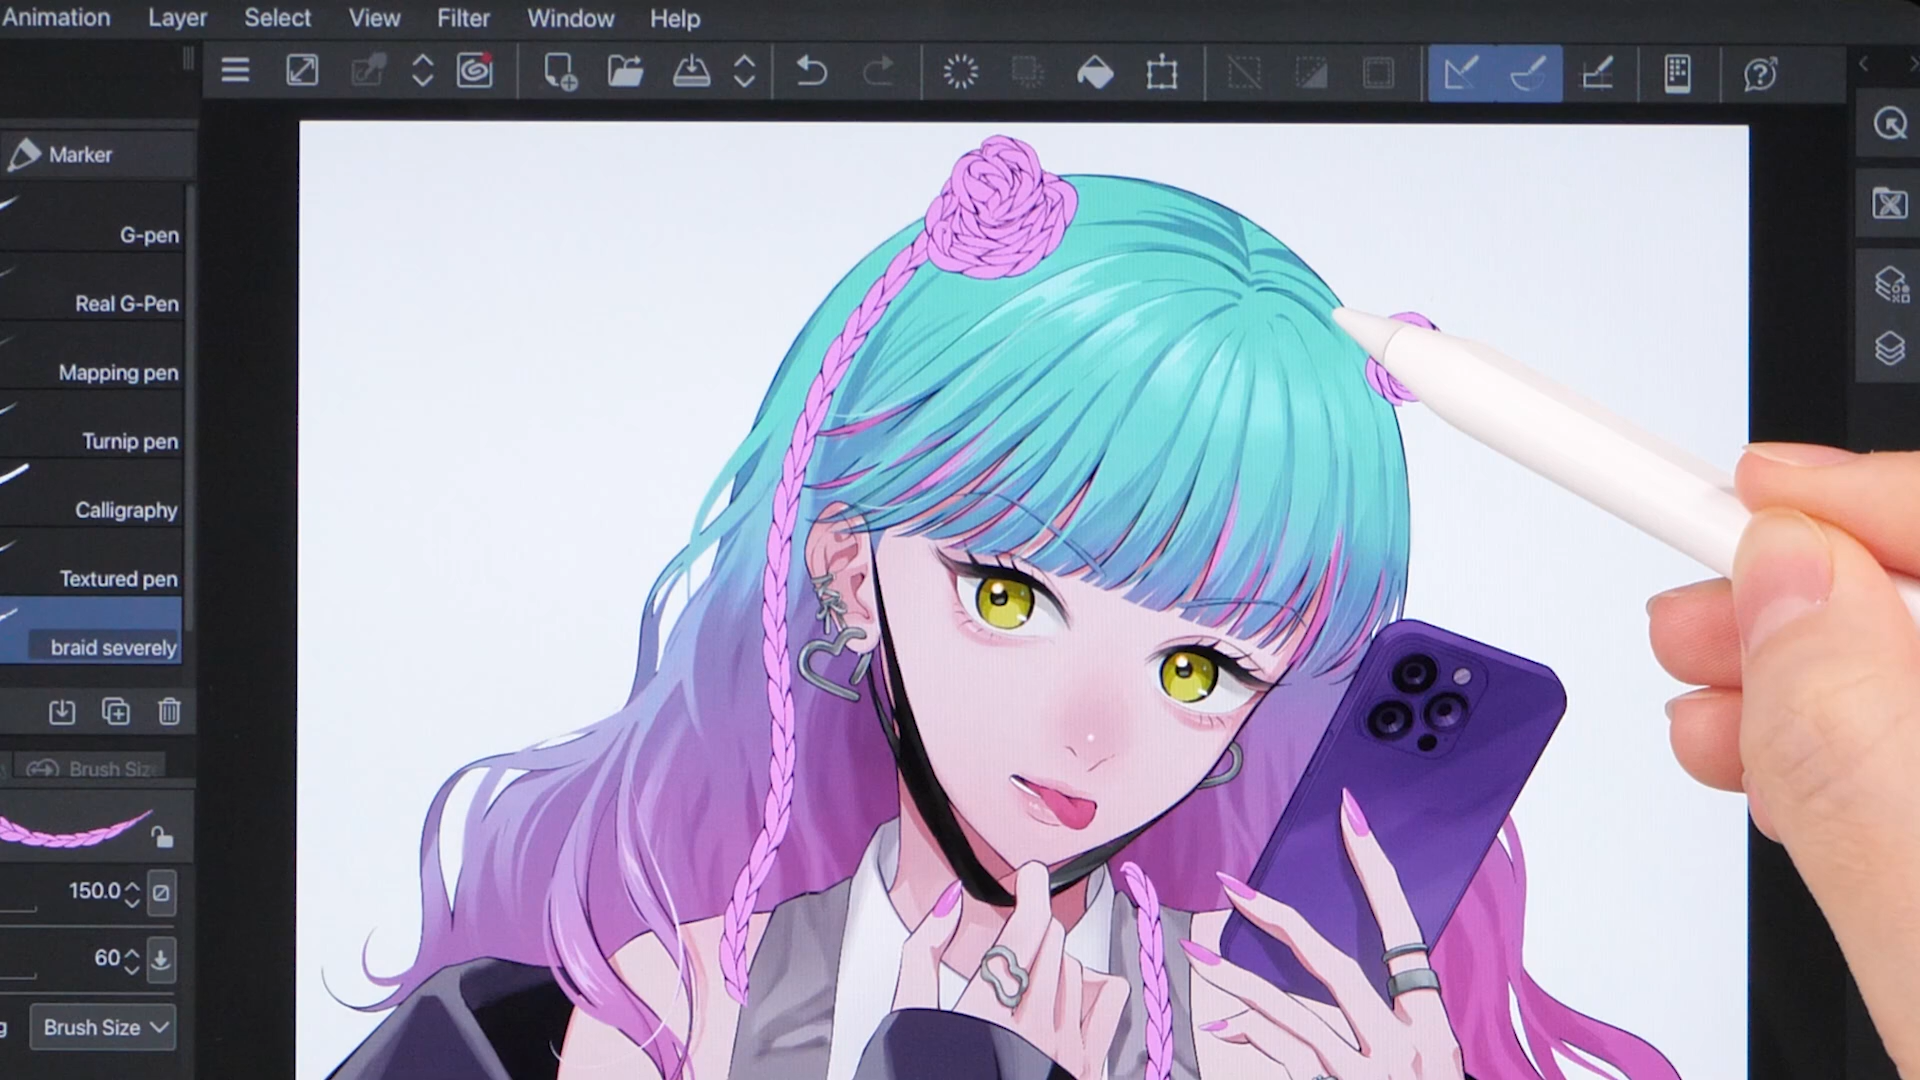 Animation Layer Select View Filter Window Help
Marker
G-pen
Real G-Pen
Mapping pen
Turnip pen
Calligraphy
Textured pen
braid severely
Brush Siz
150.0
60
g Brush Size